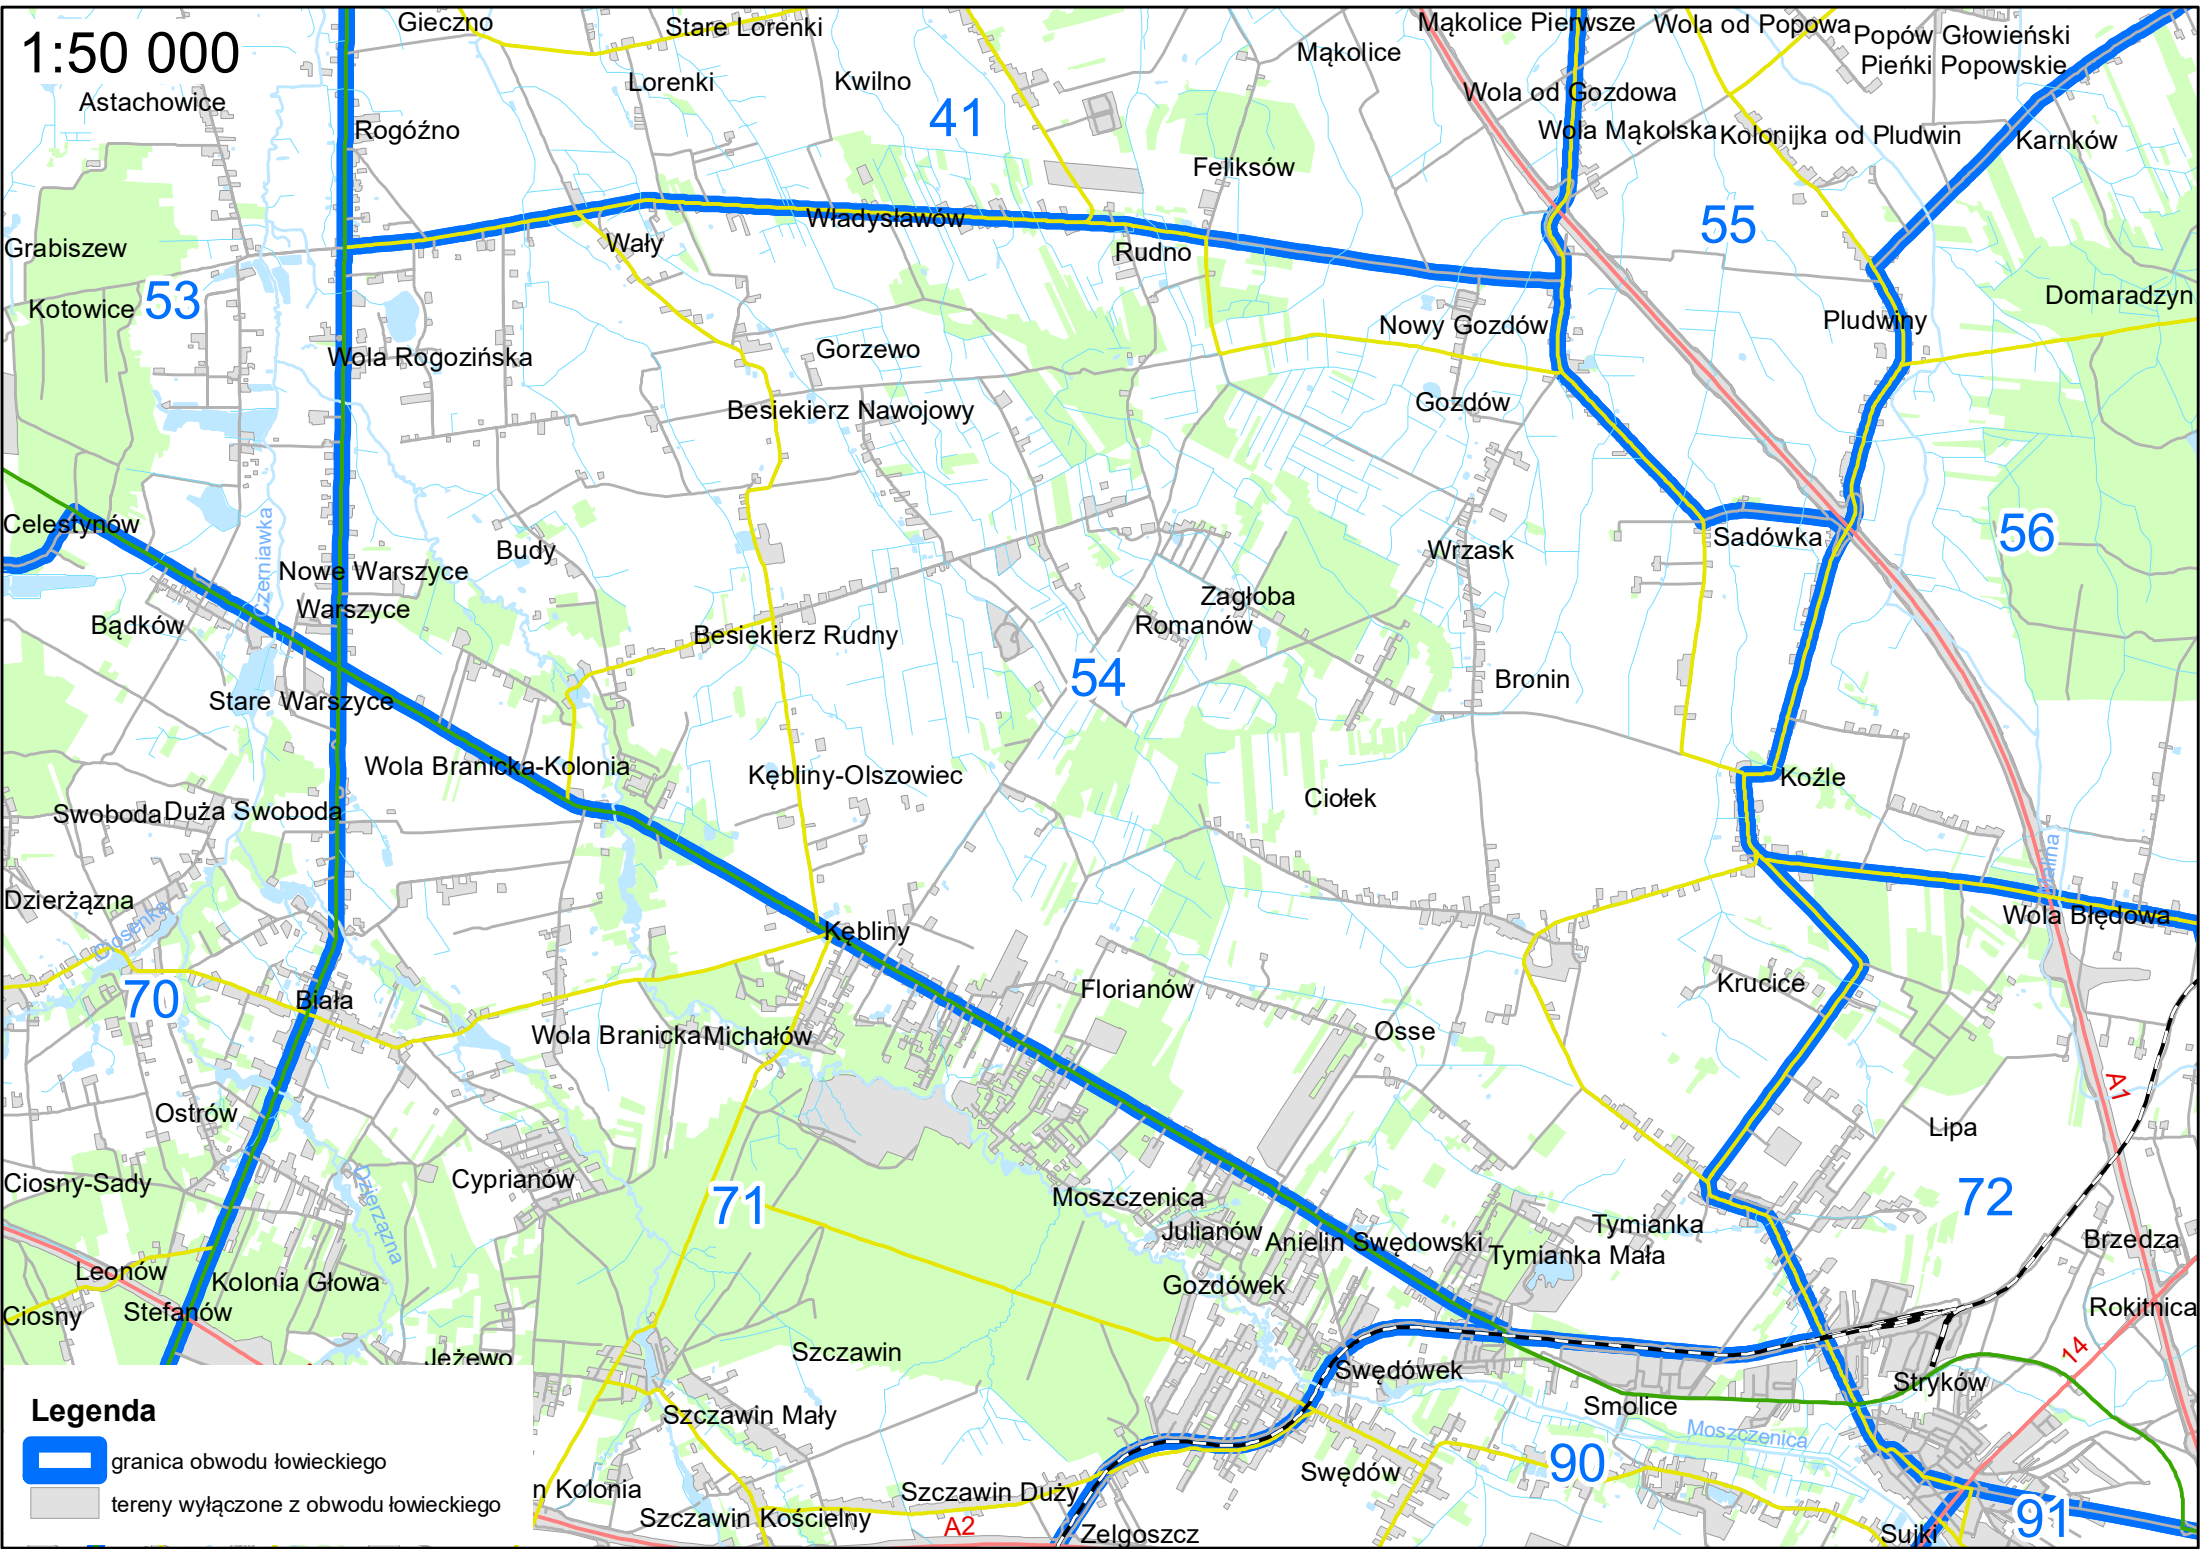 1:50 000
Gieczno
Stare Lorenki
Mąkolice Pierwsze
Wola od Popowa
Popów Głowieński
Pieńki Popowskie
Mąkolice
Lorenki
Kwilno
Astachowice
Wola od Gozdowa
41
Rogóźno
Wola Mąkolska
Kolonijka od Pludwin
Karnków
Feliksów
Władysławów
55
Grabiszew
Wały
Rudno
Kotowice
53
Domaradzyn
Nowy Gozdów
Pludwiny
Wola Rogozińska
Gorzewo
Besiekierz Nawojowy
Gozdów
Celestynów
Czerniawka
Budy
Wrzask
Sadówka
56
Nowe Warszyce
Warszyce
Zagłoba
Romanów
Bądków
Besiekierz Rudny
54
Bronin
Stare Warszyce
Wola Branicka-Kolonia
Kębliny-Olszowiec
Koźle
Ciołek
Swoboda
Duża Swoboda
Malina
Dzierżązna
Ciosenka
Kębliny
Wola Błędowa
70
Biała
Florianów
Krucice
Wola Branicka
Michałów
Osse
A1
Ostrów
Lipa
Ciosny-Sady
Cyprianów
Dzierżązna
71
Moszczenica
72
Julianów
Anielin Swędowski
Tymianka
Tymianka Mała
Brzedza
Leonów
Kolonia Głowa
Gozdówek
Ciosny
Stefanów
Rokitnica
Jeżewo
Szczawin
14
Swędówek
Stryków
Smolice
Szczawin Mały
Moszczenica
Legenda
granica obwodu łowieckiego
tereny wyłączone z obwodu łowieckiego
n Kolonia
Szczawin Kościelny
Szczawin Duży
A2
Swędów
90
Zelgoszcz
Sujki
91